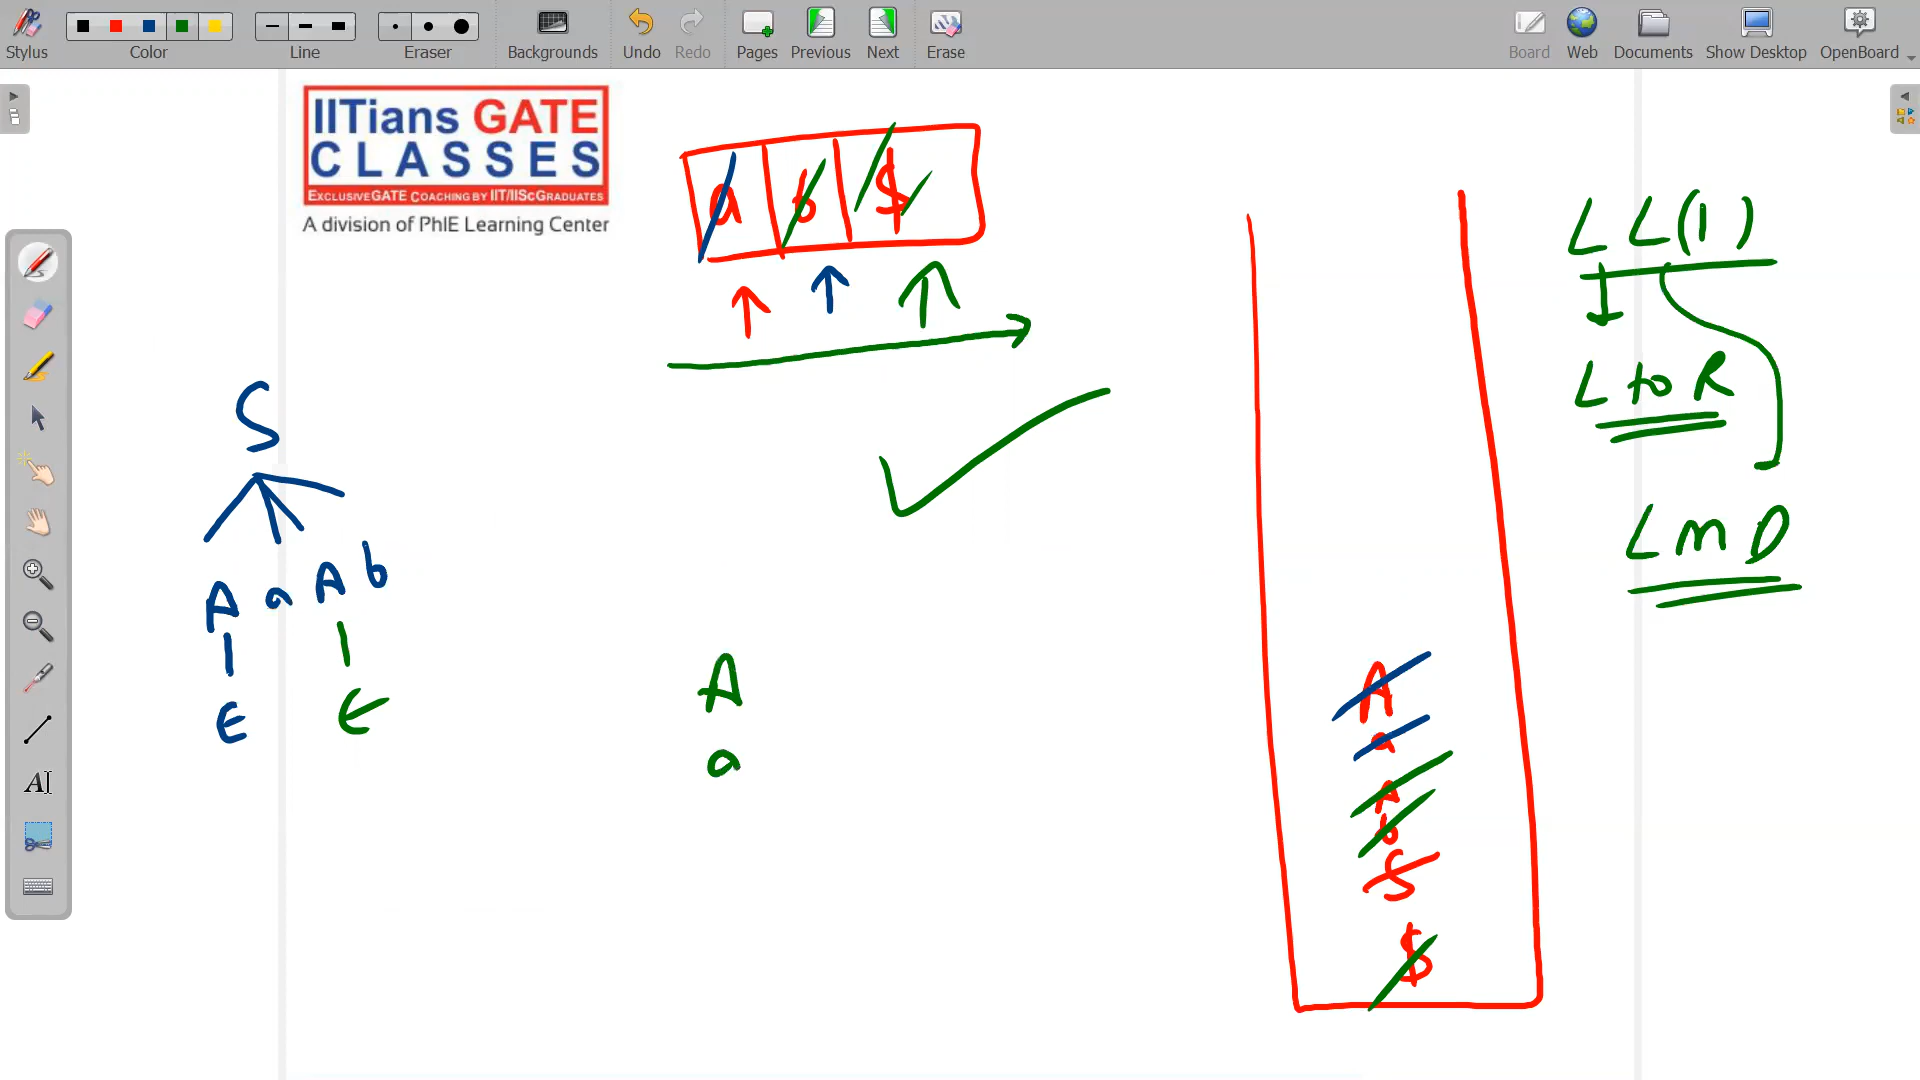 Stylus
Color
Line
Eraser
Backgrounds
Undo
Redo
Pages
Previous
Next
Erase
Board
Web
Documents
Show Desktop
OpenBoard
IITians GATE
CLASSES
EXCLUSIVE GATE COACHING BY IIT/IISc GRADUATES
A division of PhIE Learning Center
a b $
LL(1)
L to R
LMD
S
A a A b
ϵ ϵ
A
a
A
a
A
b
S
$
AI